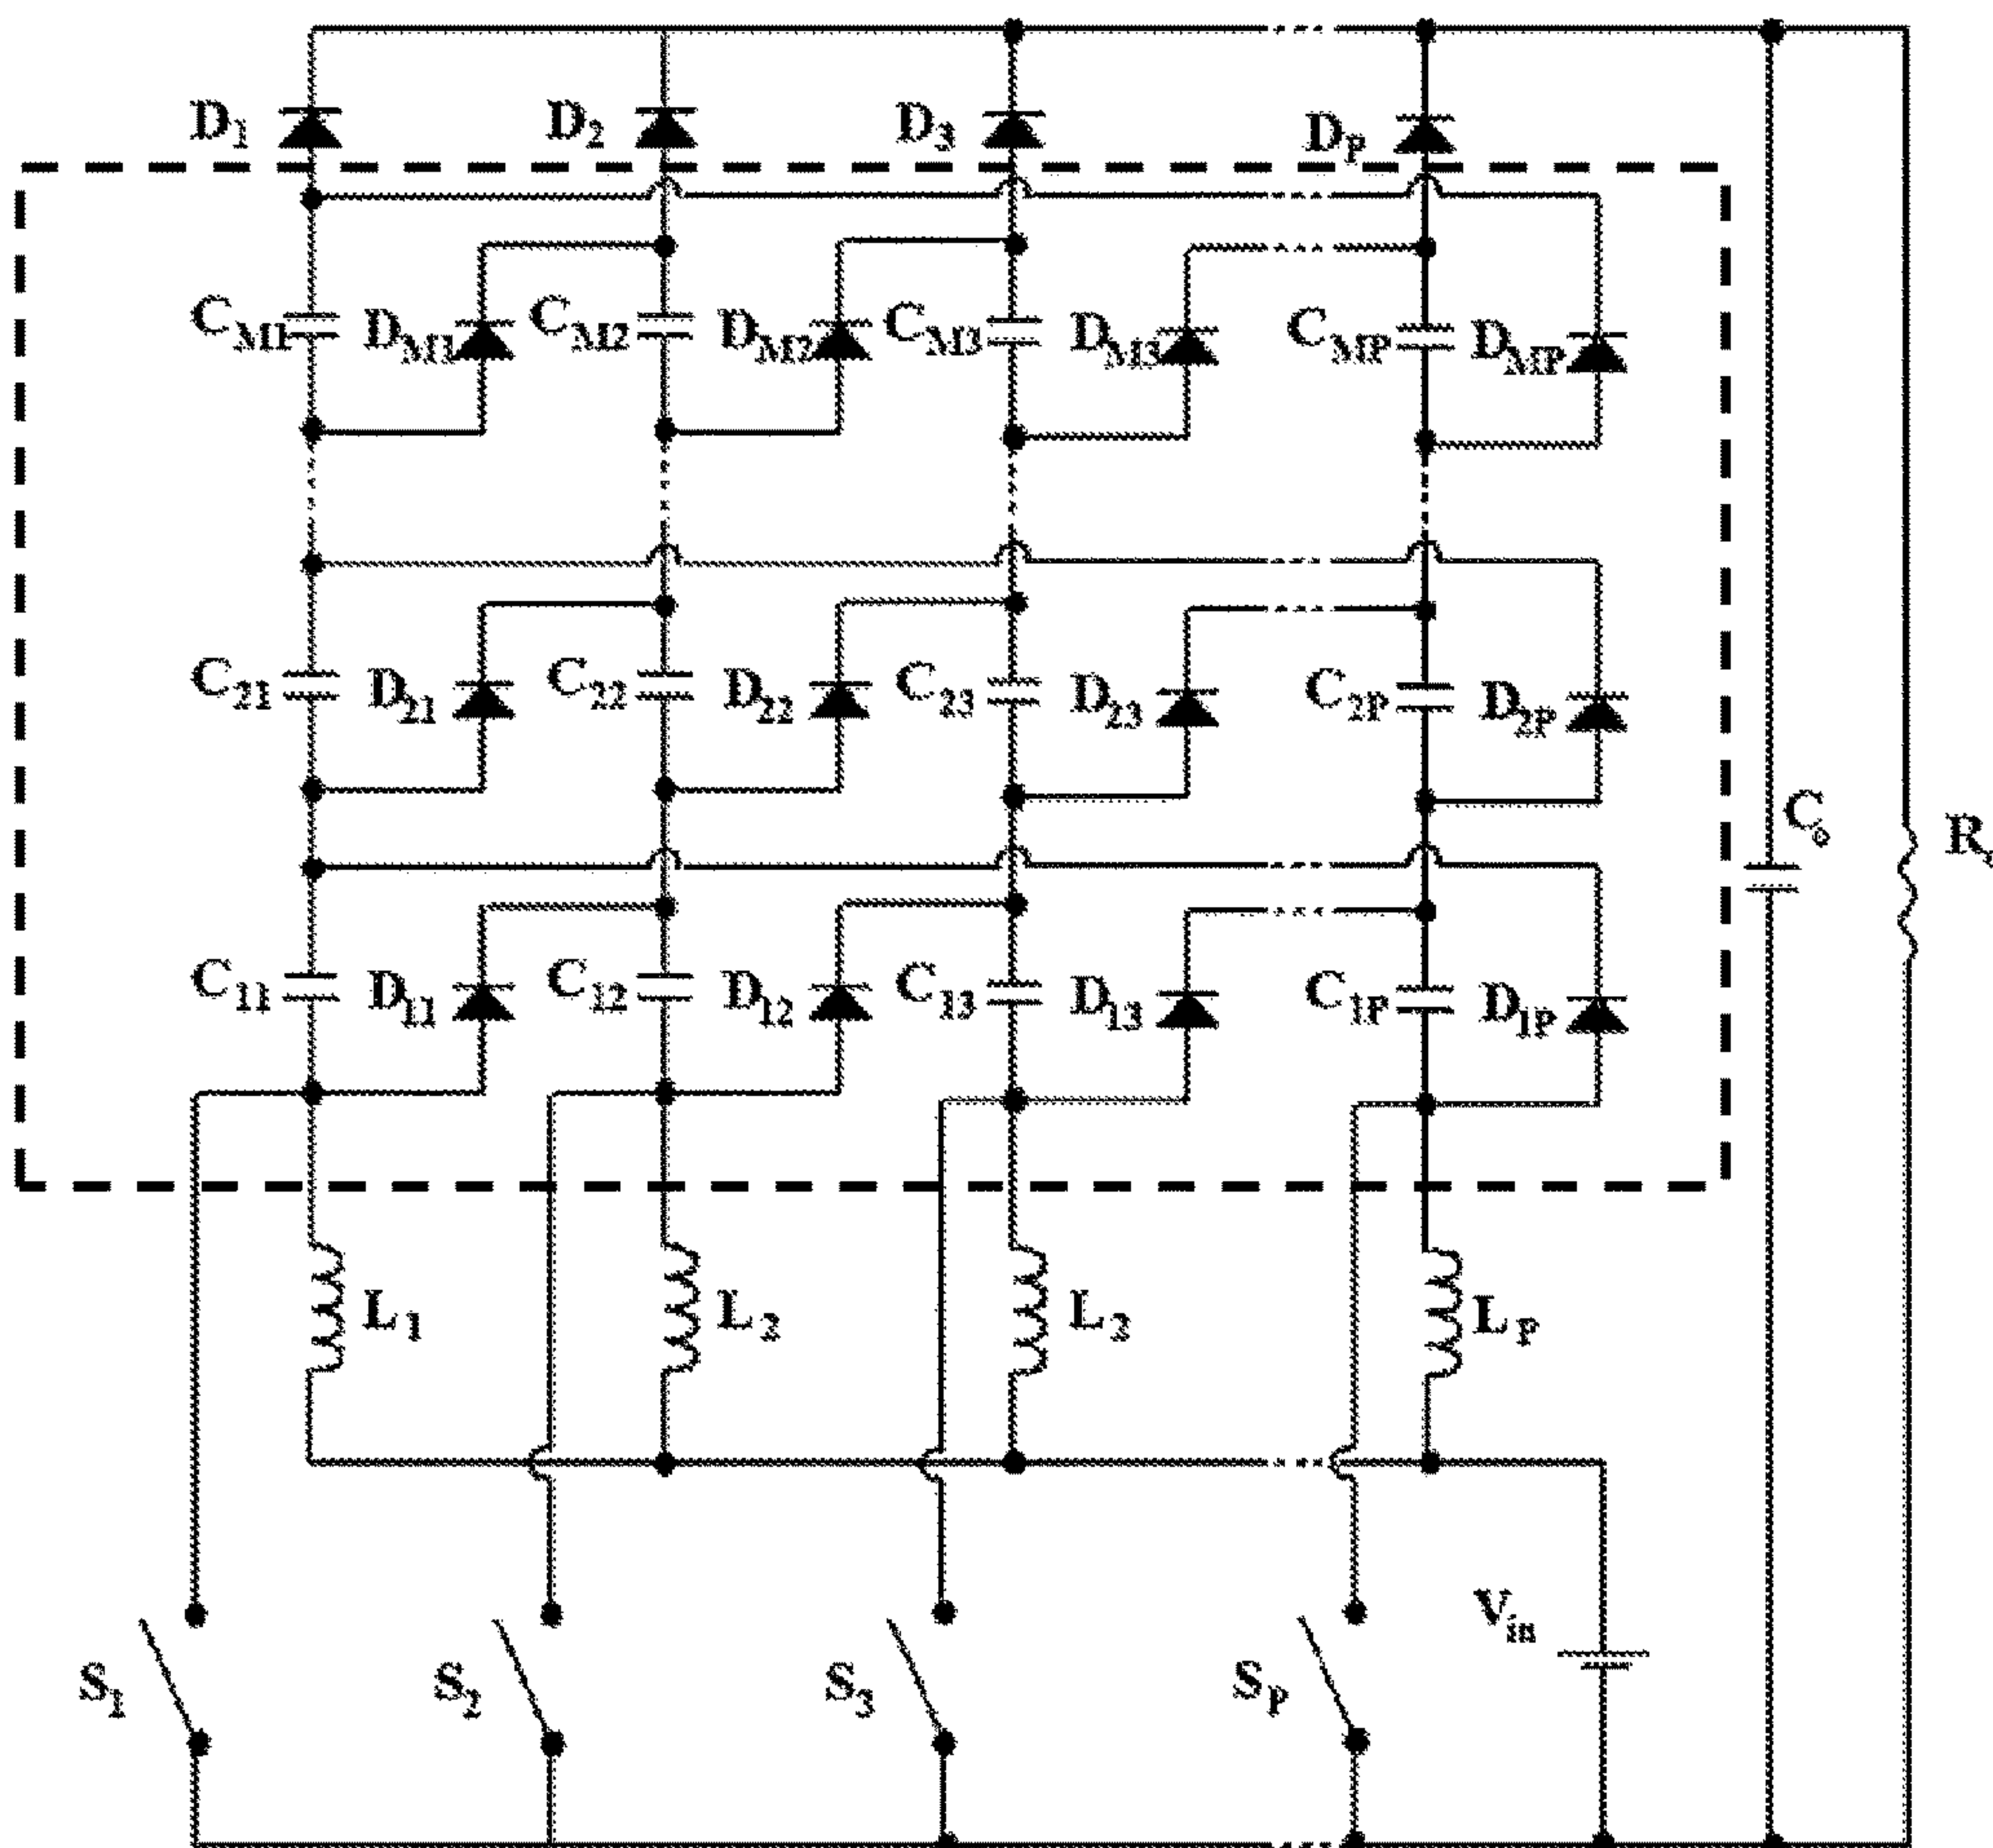 D1 D2 D3 DP
CM1 DM1 CM2 DM2 CM3 DM3 CMP DMP
C21 D21 C22 D22 C23 D23 C2P D2P
Co R
C11 D11 C12 D12 C13 D13 C1P D1P
L1 L2 L2 LP
Vin
S1 S2 S3 SP